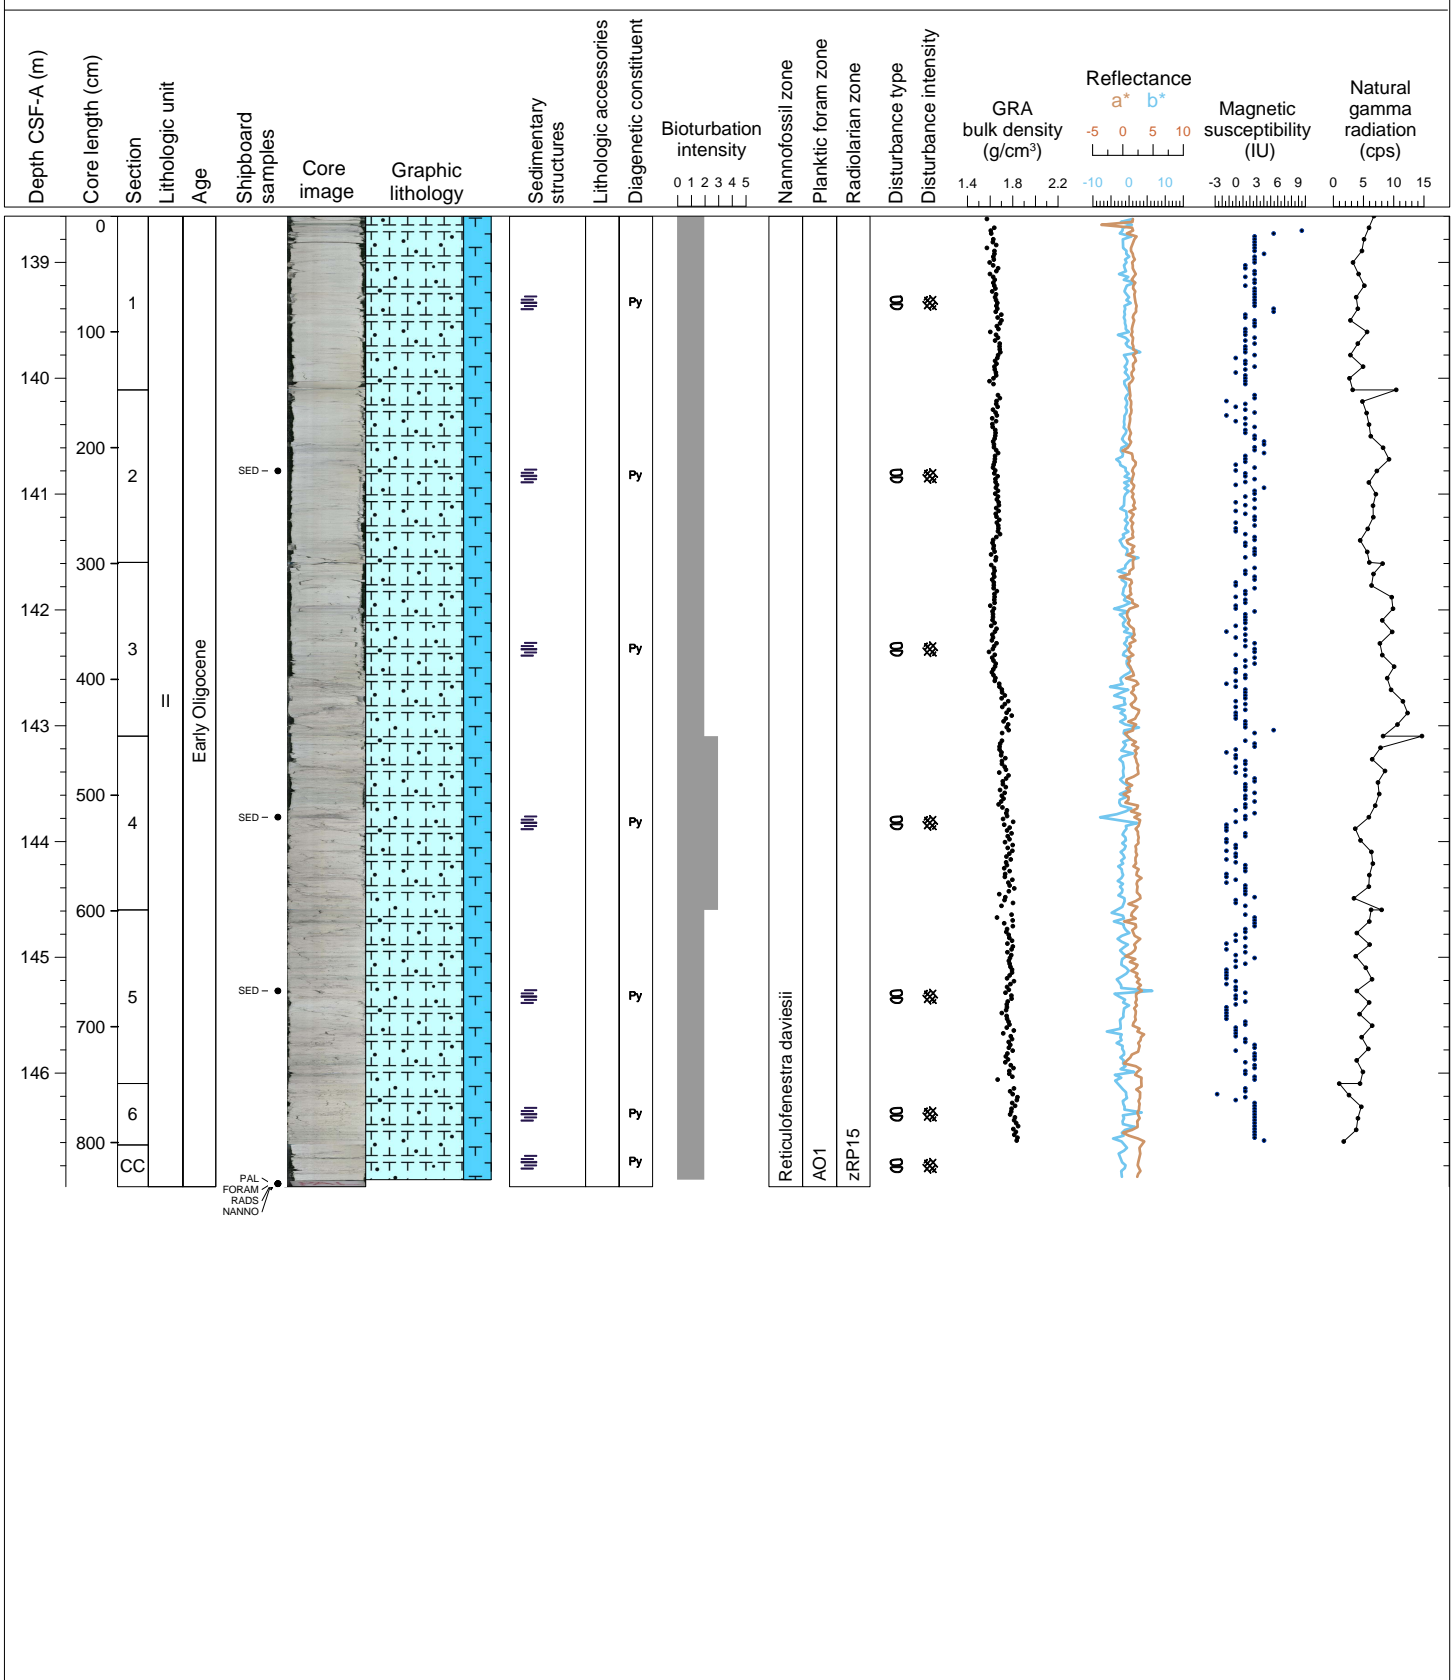 Depth CSF-A (m)
Core length (cm)
Section
Lithologic unit
Age
Shipboard
samples
Core
image
Graphic
lithology
Sedimentary
structures
Lithologic accessories
Diagenetic constituent
Bioturbation
intensity
0 1 2 3 4 5
Nannofossil zone
Planktic foram zone
Radiolarian zone
Disturbance type
Disturbance intensity
GRA
bulk density
(g/cm³)
1.4 1.8 2.2
Reflectance
a* b*
-5 0 5 10
-10 0 10
Magnetic
susceptibility
(IU)
-3 0 3 6 9
Natural
gamma
radiation
(cps)
0 5 10 15
0
139
1
Py
100
140
200
SED
2
Py
141
300
142
3
Py
400
II
Early Oligocene
143
500
SED
4
Py
144
600
145
SED
5
Py
700
146
6
Py
800
CC
Py
PAL
FORAM
RADS
NANNO
Reticulofenestra daviesii
AO1
zRP15